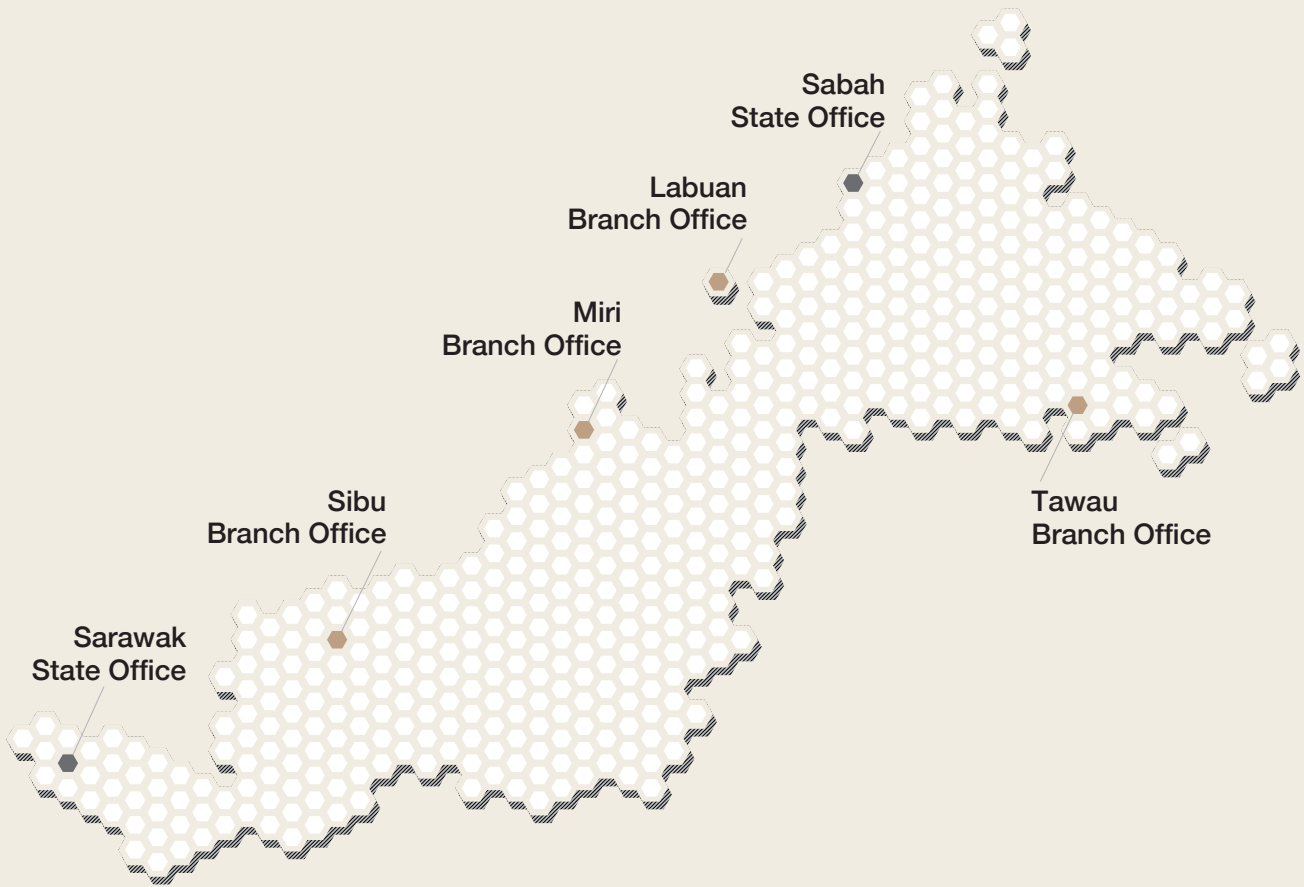 Sabah
State Office
Labuan
Branch Office
Miri
Branch Office
Sibu
Branch Office
Tawau
Branch Office
Sarawak
State Office